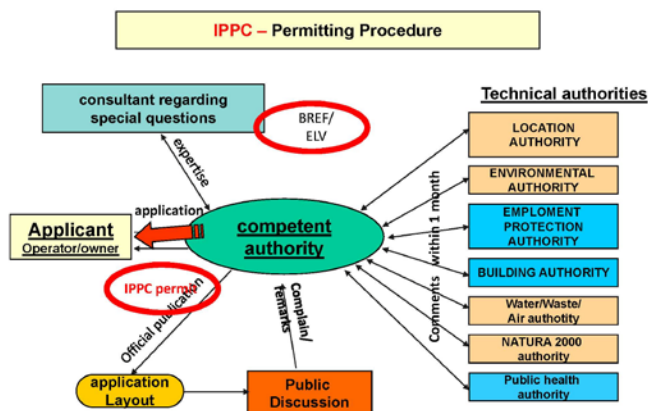 IPPC – Permitting Procedure
Technical authorities
consultant regarding
special questions
BREF/
ELV
expertise
application
Applicant
Operator/owner
competent
authority
IPPC permit
Official publication
Complain/
remarks
application
Layout
Public
Discussion
Comments within 1 month
LOCATION
AUTHORITY
ENVIRONMENTAL
AUTHORITY
EMPLOMENT
PROTECTION
AUTHORITY
BUILDING AUTHORITY
Water/Waste/
Air authotity
NATURA 2000
authority
Public health
authority